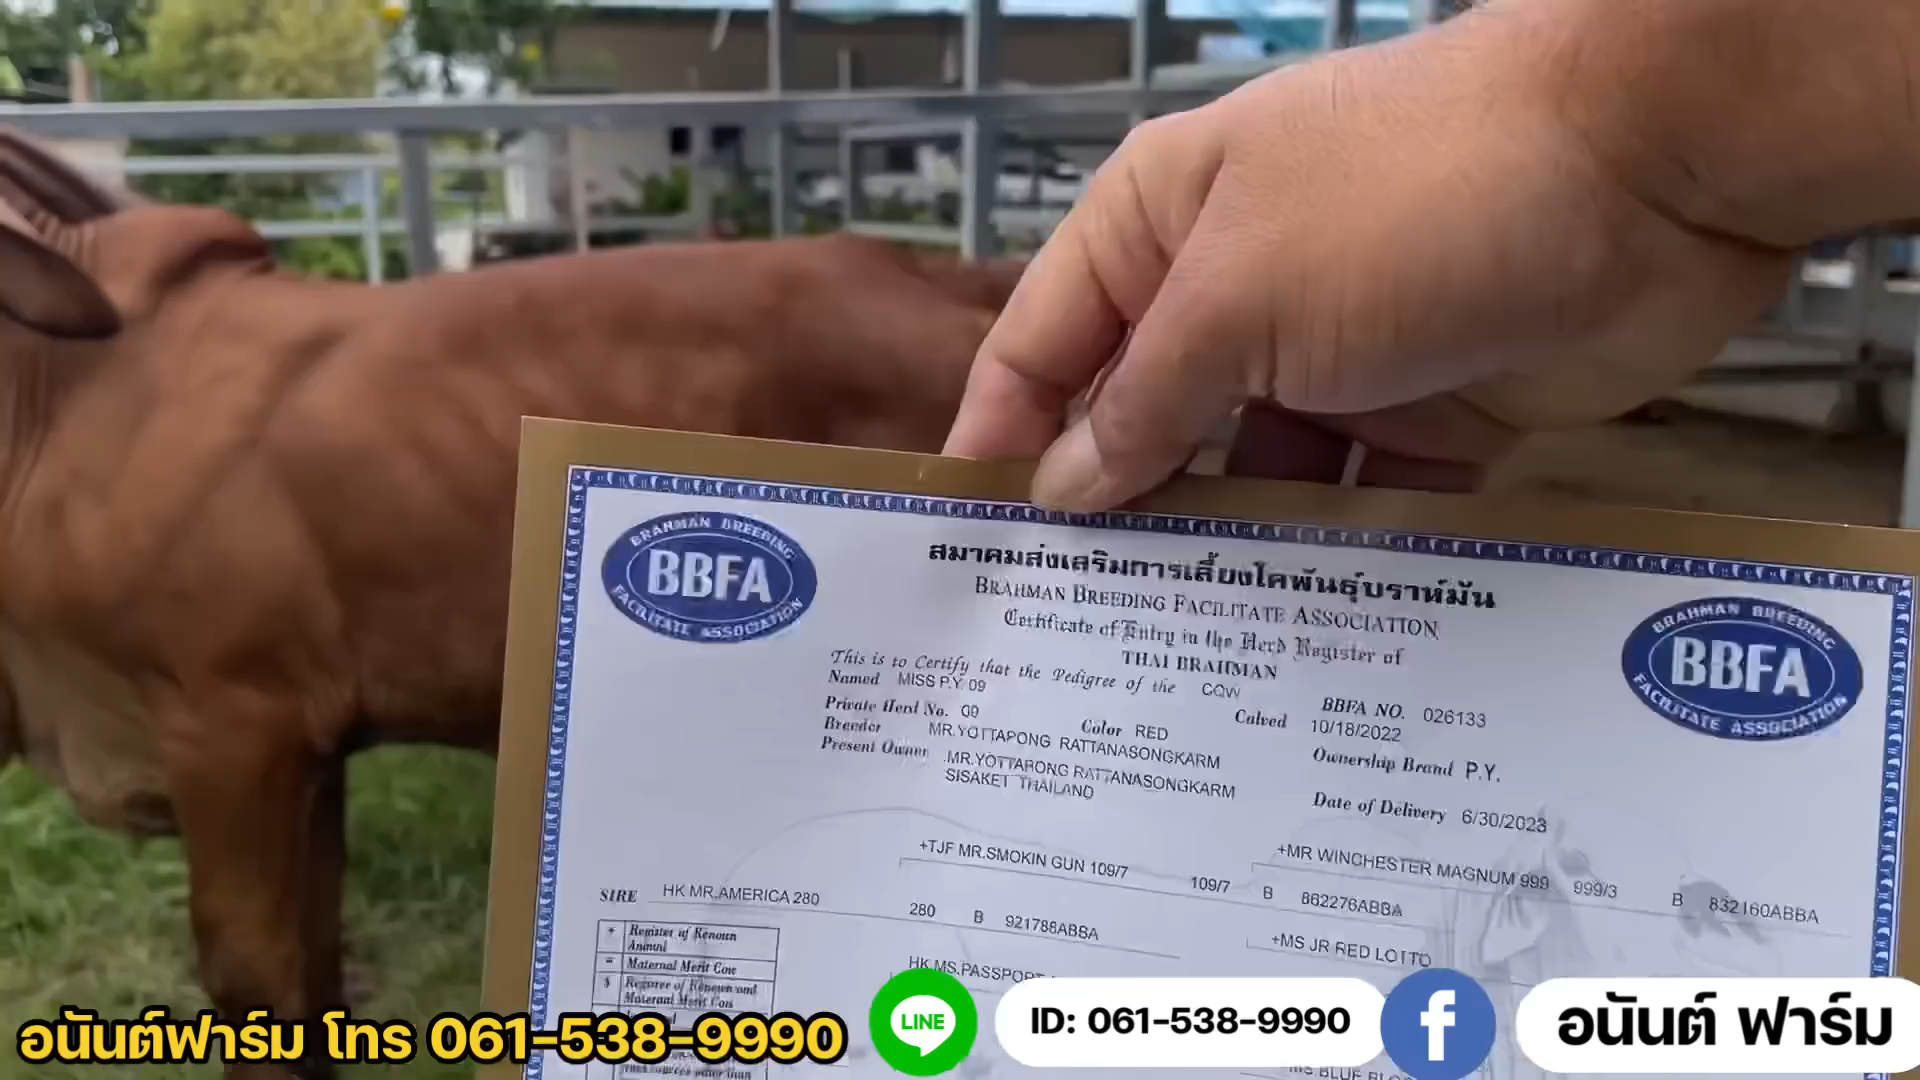 BRAHMAN BREEDING
BBFA
FACILITATE ASSOCIATION
สมาคมส่งเสริมการเลี้ยงโคพันธุ์บราห์มัน
BRAHMAN BREEDING FACILITATE ASSOCIATION
Certificate of Entry in the Herd Register of
THAI BRAHMAN
BRAHMAN BREEDING
BBFA
FACILITATE ASSOCIATION
This is to Certify that the Pedigree of the COW
BBFA NO. 026133
Named MISS P.Y. 09
Calved 10/18/2022
Private Herd No. 09
Color RED
Ownership Brand P.Y.
Breeder MR.YOTTAPONG RATTANASONGKARM
Present Owner MR.YOTTAPONG RATTANASONGKARM
SISAKET THAILAND
Date of Delivery 6/30/2023
+TJF MR.SMOKIN GUN 109/7
+MR WINCHESTER MAGNUM 999 999/3 B 832160ABBA
109/7 B 862276ABBA
SIRE HK MR.AMERICA 280
280 B 921788ABBA
+MS JR RED LOTTO
HK MS.PASSPORT
+ Register of Renown
Animal
= Maternal Merit Cow
$ Register of Renown and
Maternal Merit Cow
MS BLUE
อนันต์ฟาร์ม โทร 061-538-9990
LINE
ID: 061-538-9990
f
อนันต์ ฟาร์ม